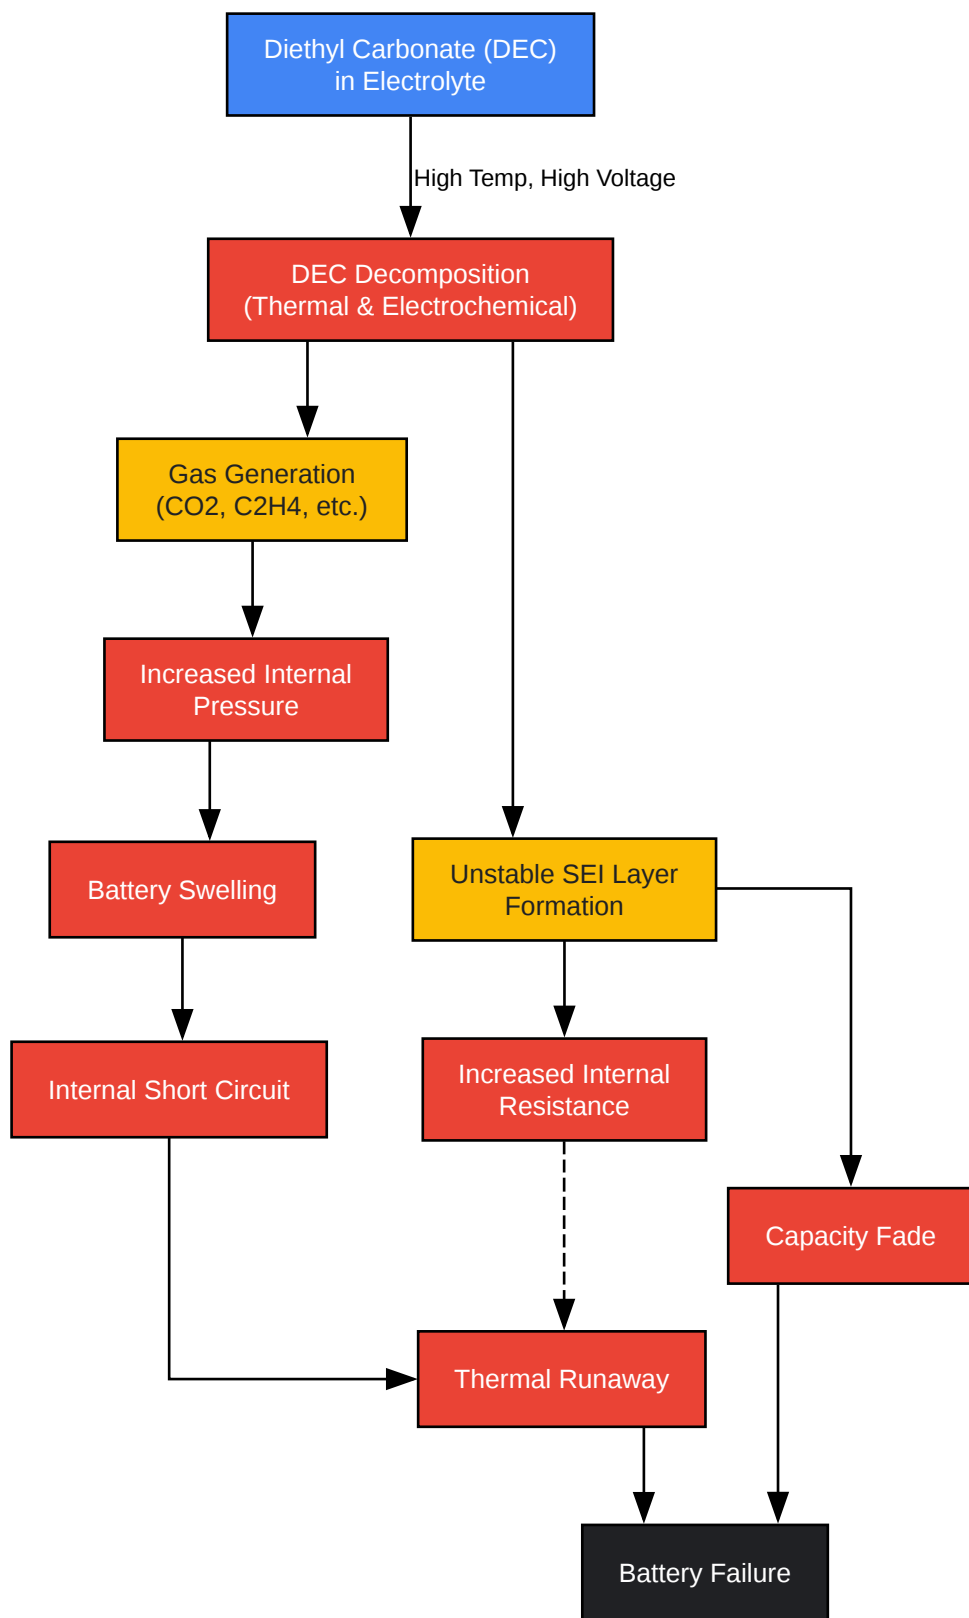 Diethyl Carbonate (DEC)
in Electrolyte
High Temp, High Voltage
DEC Decomposition
(Thermal & Electrochemical)
Gas Generation
(CO2, C2H4, etc.)
Increased Internal
Pressure
Battery Swelling
Unstable SEI Layer
Formation
Internal Short Circuit
Increased Internal
Resistance
Capacity Fade
Thermal Runaway
Battery Failure